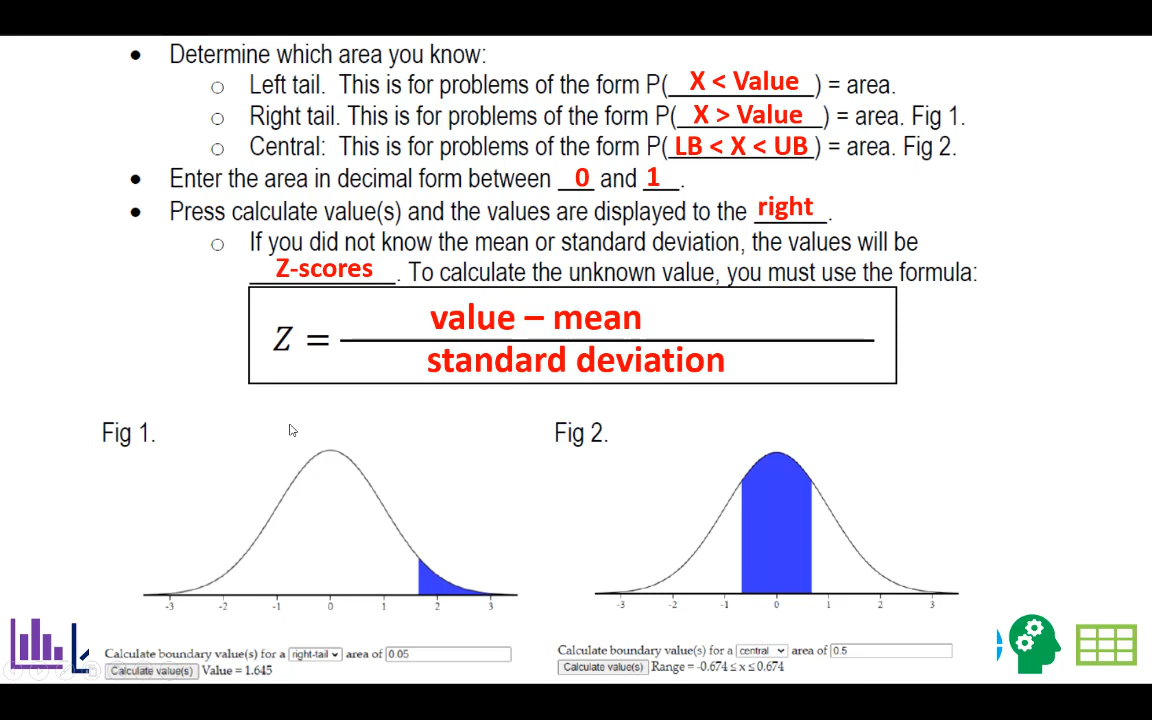 • Determine which area you know:
○ Left tail. This is for problems of the form P( X < Value ) = area.
○ Right tail. This is for problems of the form P( X > Value ) = area. Fig 1.
○ Central: This is for problems of the form P( LB < X < UB ) = area. Fig 2.
• Enter the area in decimal form between 0 and 1.
• Press calculate value(s) and the values are displayed to the right.
○ If you did not know the mean or standard deviation, the values will be
Z-scores. To calculate the unknown value, you must use the formula:
value – mean
Z =
standard deviation
Fig 1.
Fig 2.
-3 -2 -1 0 1 2 3
-3 -2 -1 0 1 2 3
Calculate boundary value(s) for a right-tail area of 0.05
Calculate value(s) Value = 1.645
Calculate boundary value(s) for a central area of 0.5
Calculate value(s) Range = -0.674 ≤ x ≤ 0.674